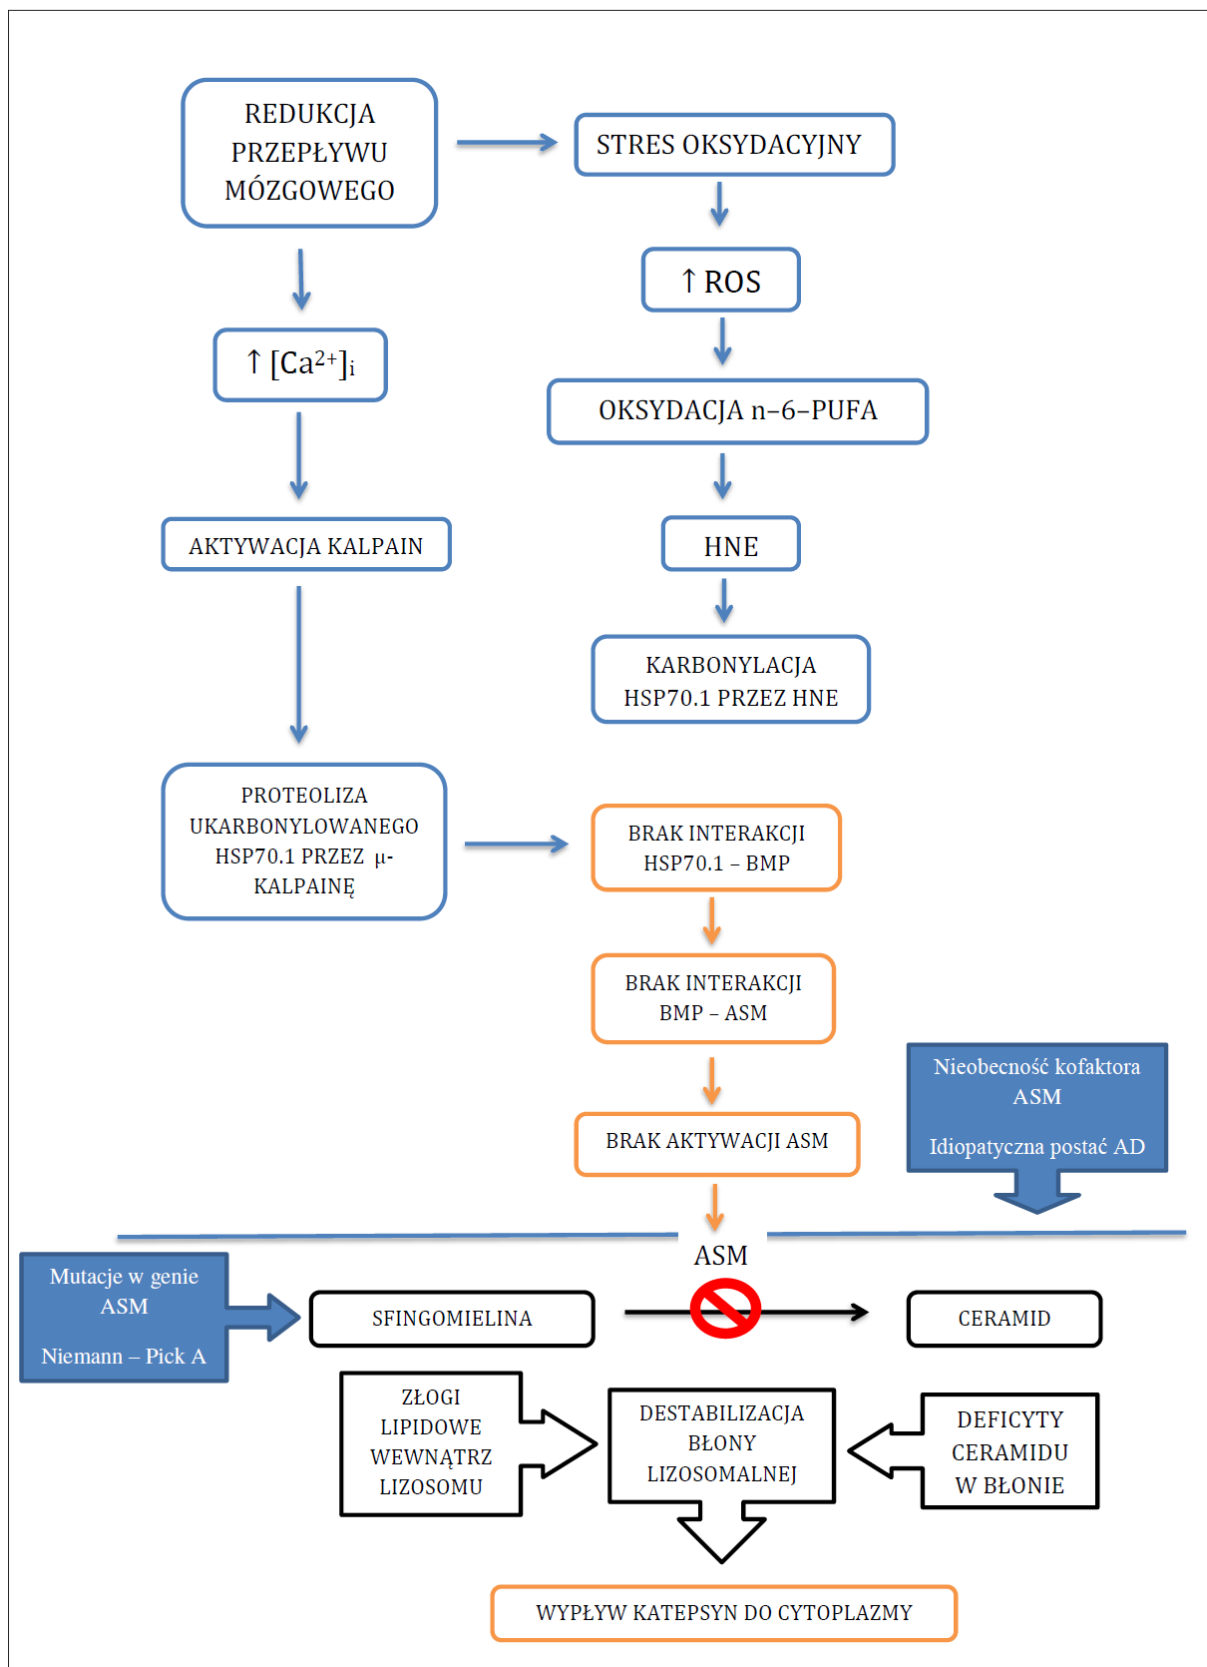 REDUKCJA
PRZEPŁYWU
MÓZGOWEGO
STRES OKSYDACYJNY
↑ ROS
↑ [Ca²⁺]ᵢ
OKSYDACJA n–6–PUFA
AKTYWACJA KALPAIN
HNE
KARBONYLACJA
HSP70.1 PRZEZ HNE
PROTEOLIZA
UKARBONYLOWANEGO
HSP70.1 PRZEZ μ-
KALPAINĘ
BRAK INTERAKCJI
HSP70.1 – BMP
BRAK INTERAKCJI
BMP – ASM
BRAK AKTYWACJI ASM
Nieobecność kofaktora
ASM
Idiopatyczna postać AD
ASM
Mutacje w genie
ASM
Niemann – Pick A
SFINGOMIELINA
CERAMID
ZŁOGI
LIPIDOWE
WEWNĄTRZ
LIZOSOMU
DESTABILIZACJA
BŁONY
LIZOSOMALNEJ
DEFICYTY
CERAMIDU
W BŁONIE
WYPŁYW KATEPSYN DO CYTOPLAZMY